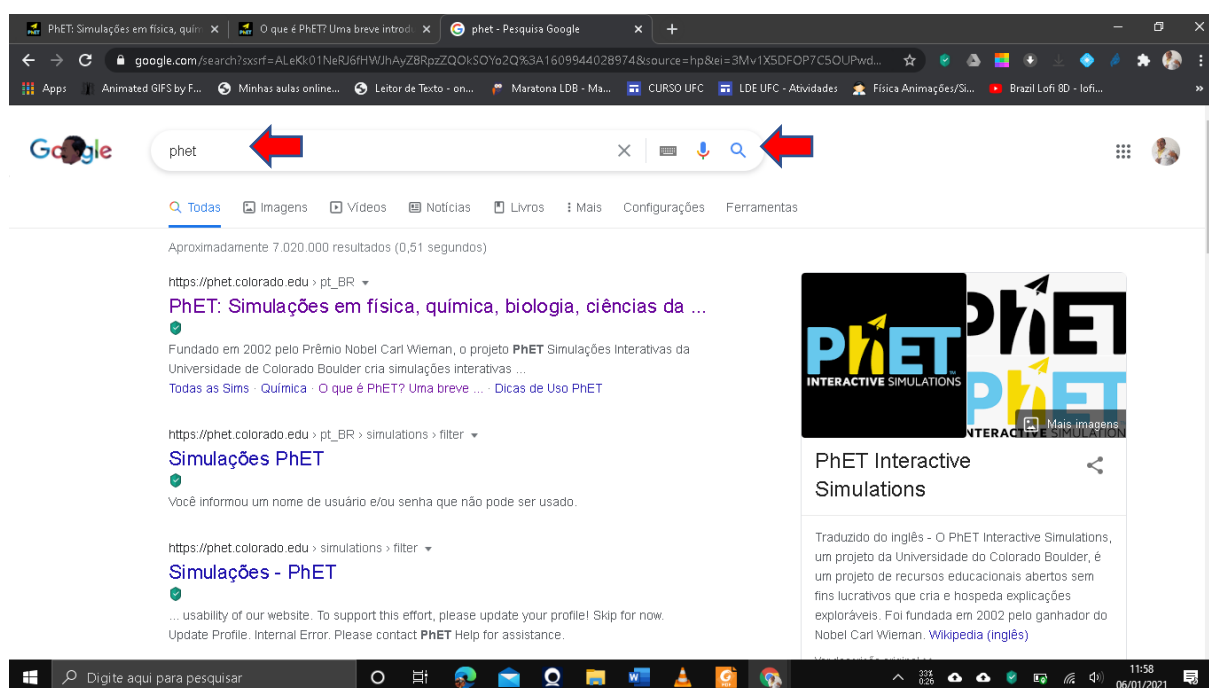 PhET: Simulações em física, quím
O que é PhET? Uma breve introd
phet - Pesquisa Google
google.com/search?sxsrf=ALeKk01NeRJ6fHWJhAyZ8RpzZQOkSOYo2Q%3A1609944028974&source=hp&ei=3Mv1X5DFOP7C5OUPwd...
Apps
Animated GIFS by F...
Minhas aulas online...
Leitor de Texto - on...
Maratona LDB - Ma...
CURSO UFC
LDE UFC - Atividades
Física Animações/Si...
Brazil Lofi 8D - lofi...
»
Google
phet
Todas
Imagens
Vídeos
Notícias
Livros
Mais
Configurações
Ferramentas
Aproximadamente 7.020.000 resultados (0,51 segundos)
https://phet.colorado.edu › pt_BR
PhET: Simulações em física, química, biologia, ciências da ...
Fundado em 2002 pelo Prêmio Nobel Carl Wieman, o projeto PhET Simulações Interativas da
Universidade de Colorado Boulder cria simulações interativas ...
Todas as Sims · Química · O que é PhET? Uma breve ... · Dicas de Uso PhET
https://phet.colorado.edu › pt_BR › simulations › filter
Simulações PhET
Você informou um nome de usuário e/ou senha que não pode ser usado.
https://phet.colorado.edu › simulations › filter
Simulações - PhET
... usability of our website. To support this effort, please update your profile! Skip for now.
Update Profile. Internal Error. Please contact PhET Help for assistance.
PhET
INTERACTIVE SIMULATIONS
PhET
PhET
INTERACTIVE SIMULATION
Mais imagens
PhET Interactive
Simulations
Traduzido do inglês - O PhET Interactive Simulations,
um projeto da Universidade do Colorado Boulder, é
um projeto de recursos educacionais abertos sem
fins lucrativos que cria e hospeda explicações
exploráveis. Foi fundada em 2002 pelo ganhador do
Nobel Carl Wieman. Wikipedia (inglês)
Digite aqui para pesquisar
33%
0:26
11:58
06/01/2021